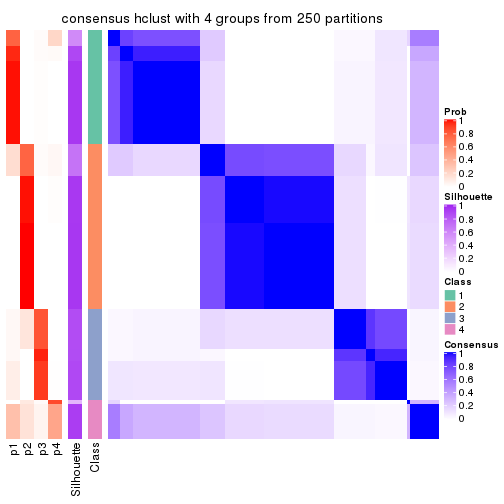 consensus hclust with 4 groups from 250 partitions
Prob
1
0.8
0.6
0.4
0.2
0
Silhouette
1
0.8
0.6
0.4
0.2
0
Class
1
2
3
4
Consensus
1
0.8
0.6
0.4
0.2
0
p1
p2
p3
p4
Silhouette
Class